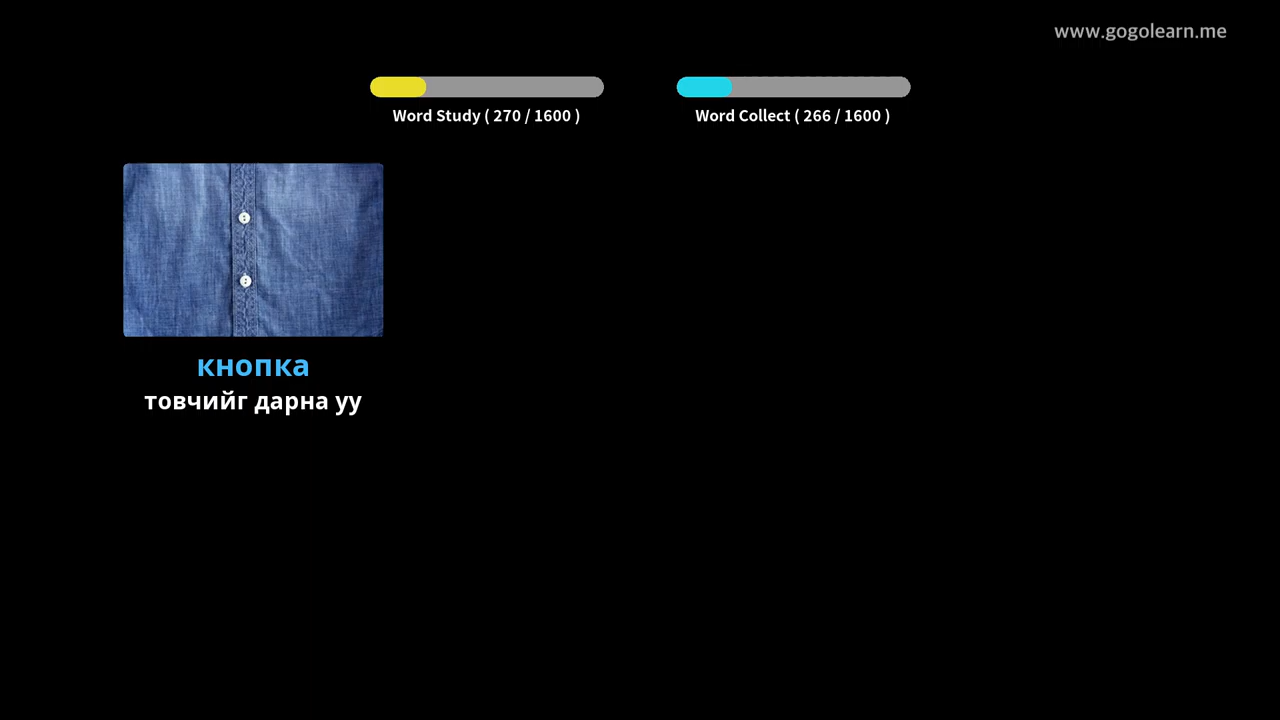 www.gogolearn.me
Word Study ( 270 / 1600 )
Word Collect ( 266 / 1600 )
кнопка
товчийг дарна уу